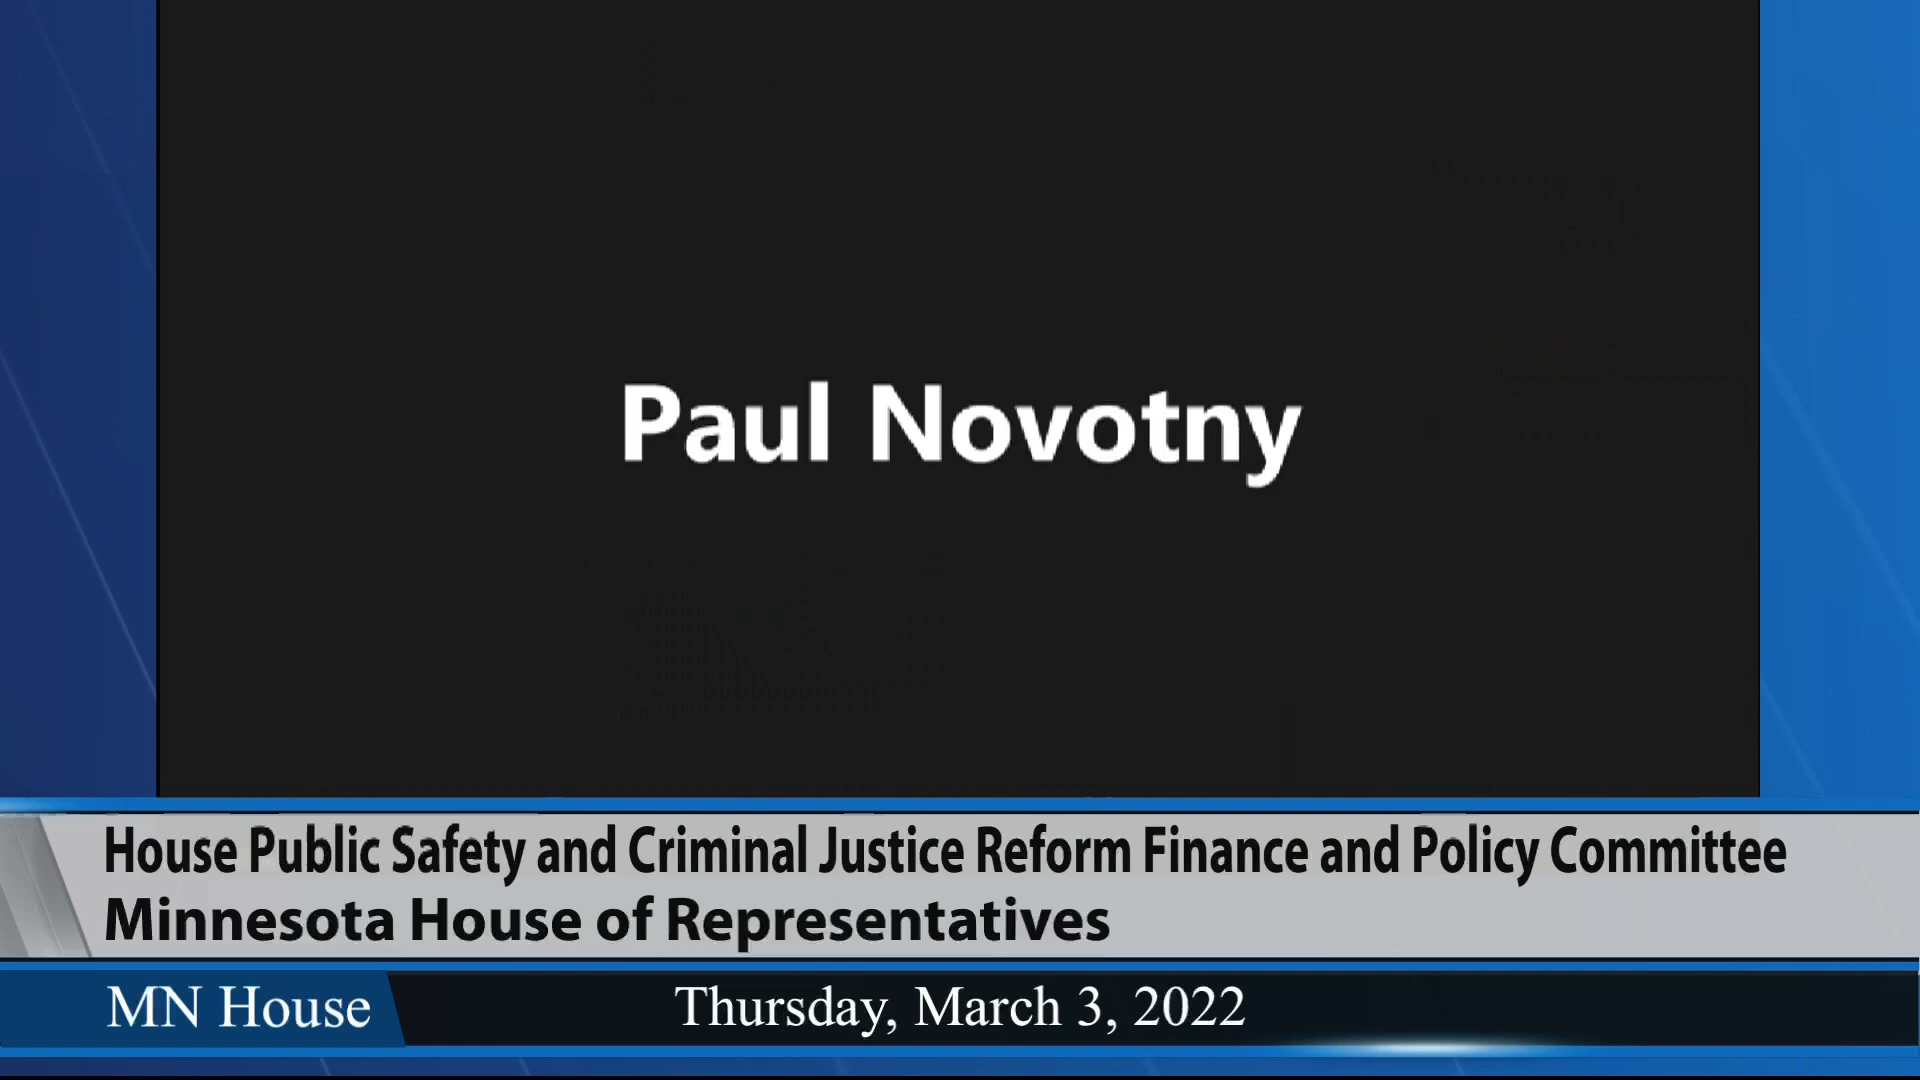 Paul Novotny
House Public Safety and Criminal Justice Reform Finance and Policy Committee
Minnesota House of Representatives
MN House
Thursday, March 3, 2022